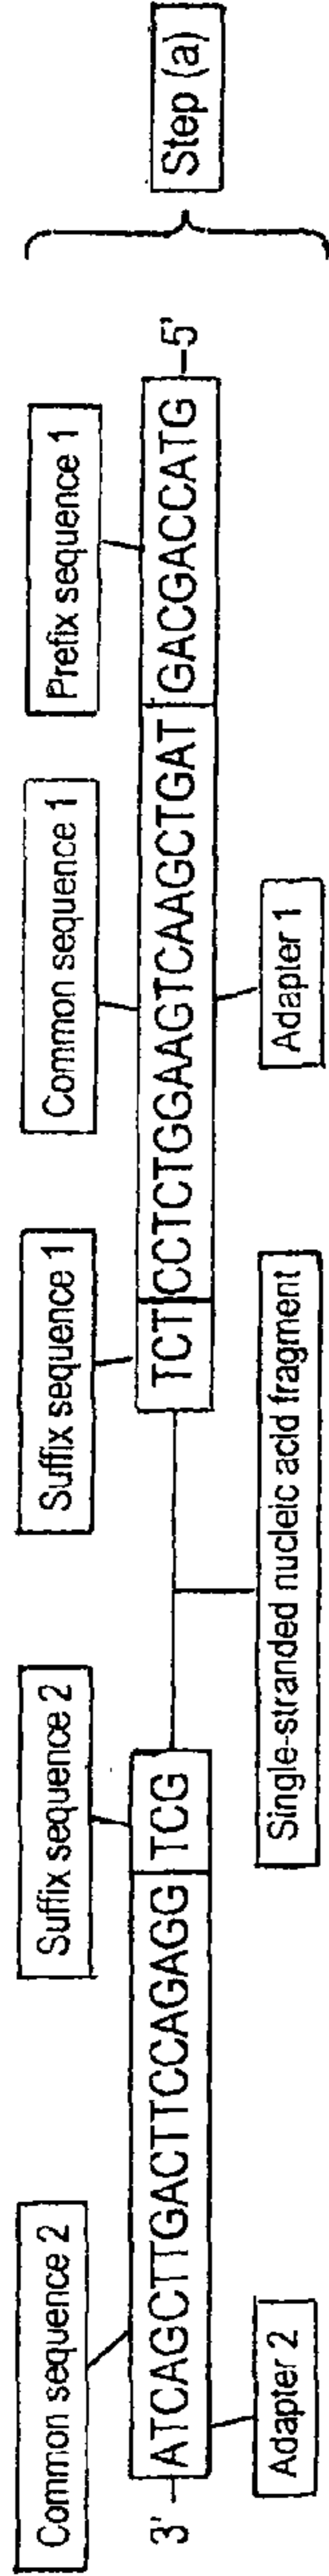 Common sequence 2
Suffix sequence 2
Suffix sequence 1
Common sequence 1
Prefix sequence 1
3' ATCAGCTTGACTTCCAGAGG TCG TCT CCTCTGGAAGTCAAGCTGAT GACGACCATG 5'
Step (a)
Adapter 2
Single-stranded nucleic acid fragment
Adapter 1